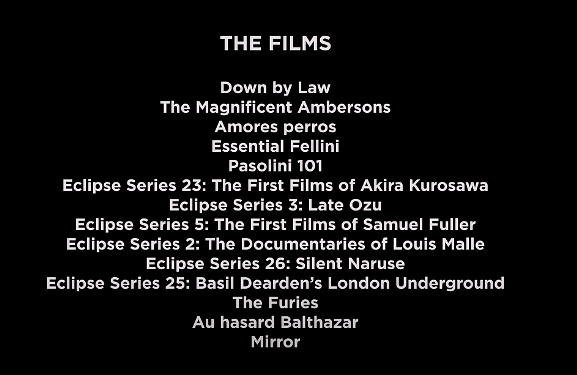 THE FILMS
Down by Law
The Magnificent Ambersons
Amores perros
Essential Fellini
Pasolini 101
Eclipse Series 23: The First Films of Akira Kurosawa
Eclipse Series 3: Late Ozu
Eclipse Series 5: The First Films of Samuel Fuller
Eclipse Series 2: The Documentaries of Louis Malle
Eclipse Series 26: Silent Naruse
Eclipse Series 25: Basil Dearden’s London Underground
The Furies
Au hasard Balthazar
Mirror